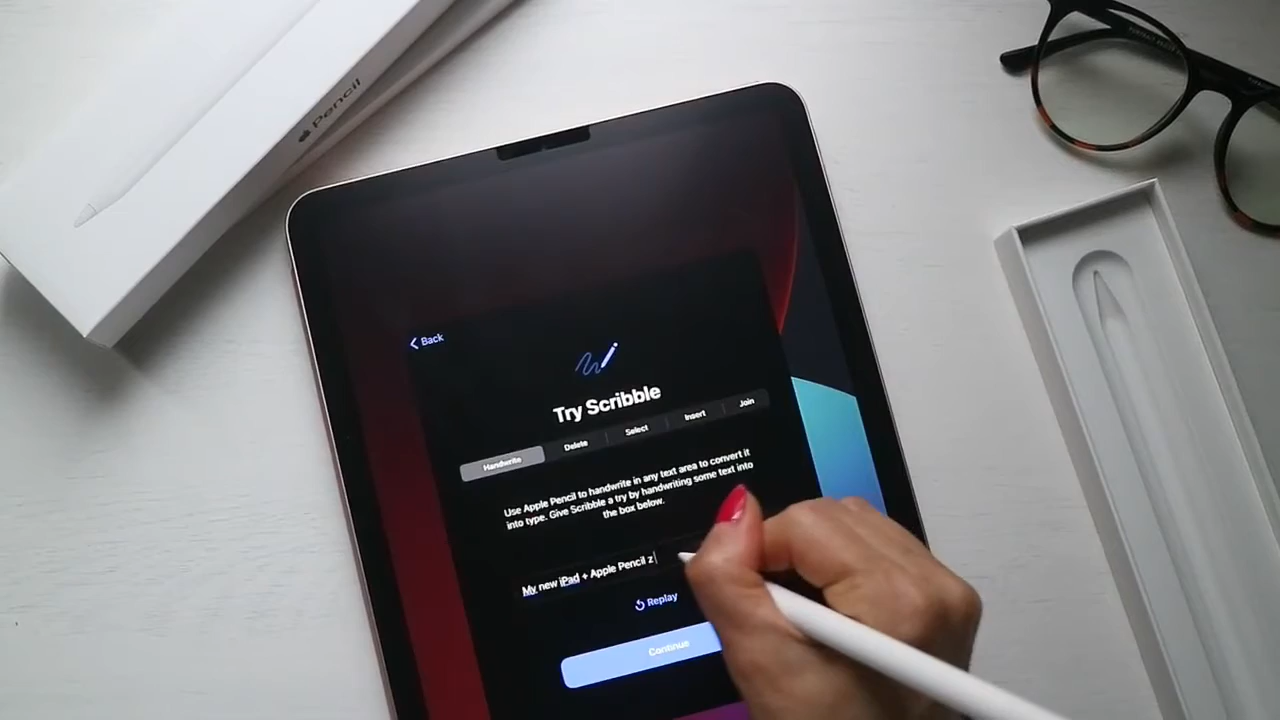 Pencil
Back
Try Scribble
Handwrite Delete Select Insert Join
Use Apple Pencil to handwrite in any text area to convert it
into type. Give Scribble a try by handwriting some text into
the box below.
My new iPad + Apple Pencil z
Replay
Continue